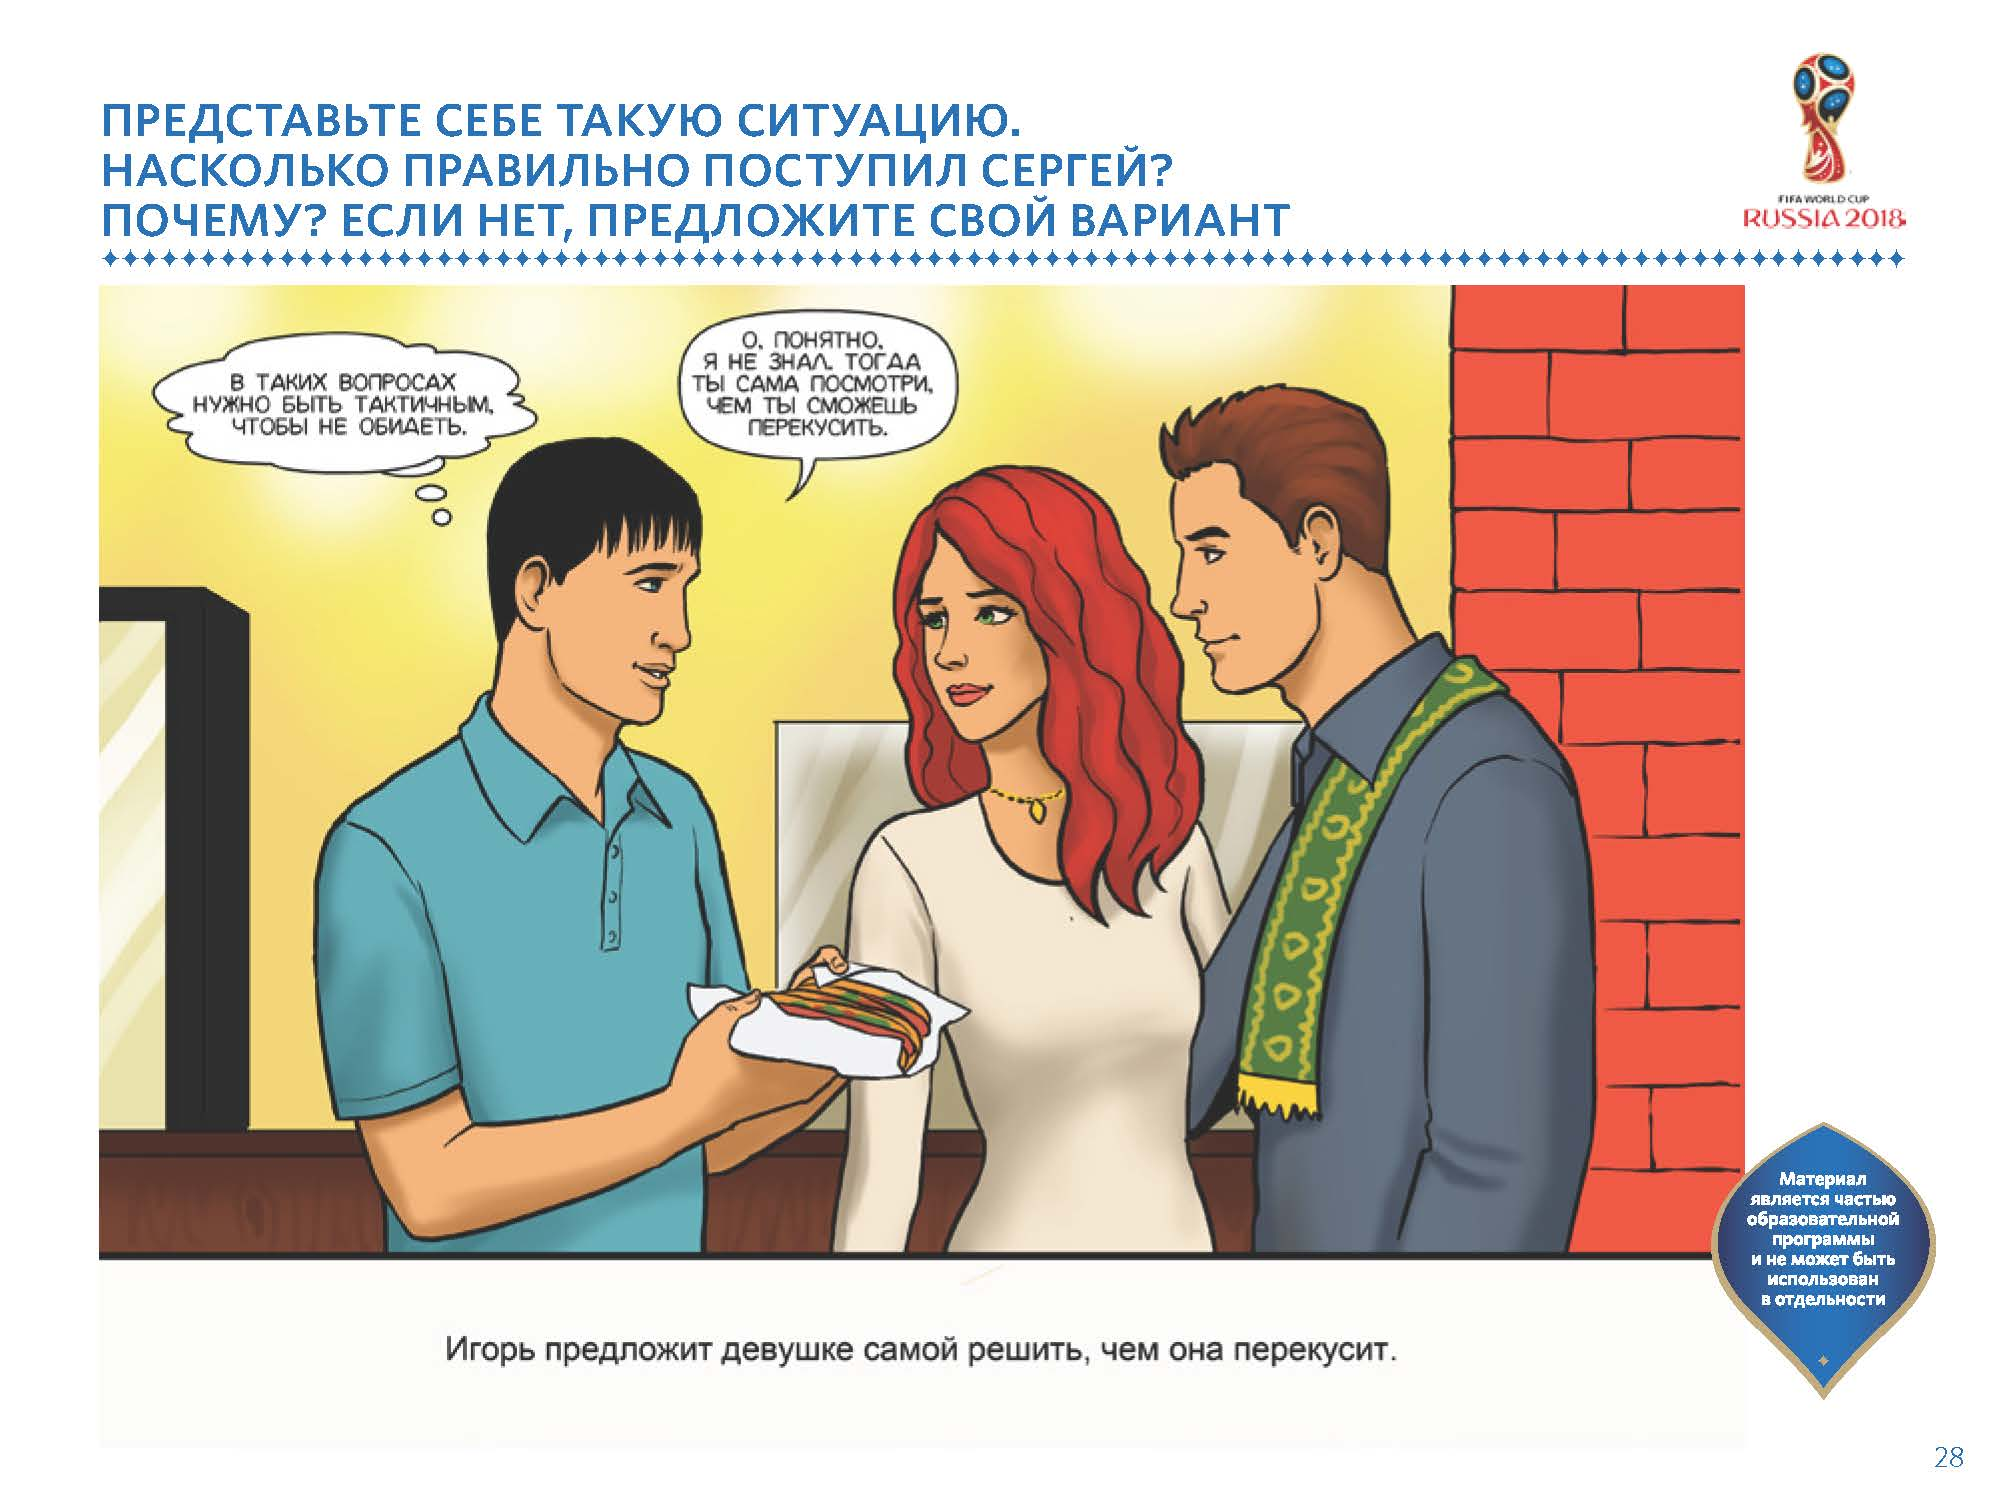 ПРЕДСТАВЬТЕ СЕБЕ ТАКУЮ СИТУАЦИЮ.
НАСКОЛЬКО ПРАВИЛЬНО ПОСТУПИЛ СЕРГЕЙ?
ПОЧЕМУ? ЕСЛИ НЕТ, ПРЕДЛОЖИТЕ СВОЙ ВАРИАНТ
FIFA WORLD CUP
RUSSIA 2018
В ТАКИХ ВОПРОСАХ
НУЖНО БЫТЬ ТАКТИЧНЫМ,
ЧТОБЫ НЕ ОБИДЕТЬ.
О, ПОНЯТНО,
Я НЕ ЗНАЛ. ТОГДА
ТЫ САМА ПОСМОТРИ,
ЧЕМ ТЫ СМОЖЕШЬ
ПЕРЕКУСИТЬ.
Материал
является частью
образовательной
программы
и не может быть
использован
в отдельности
Игорь предложит девушке самой решить, чем она перекусит.
28